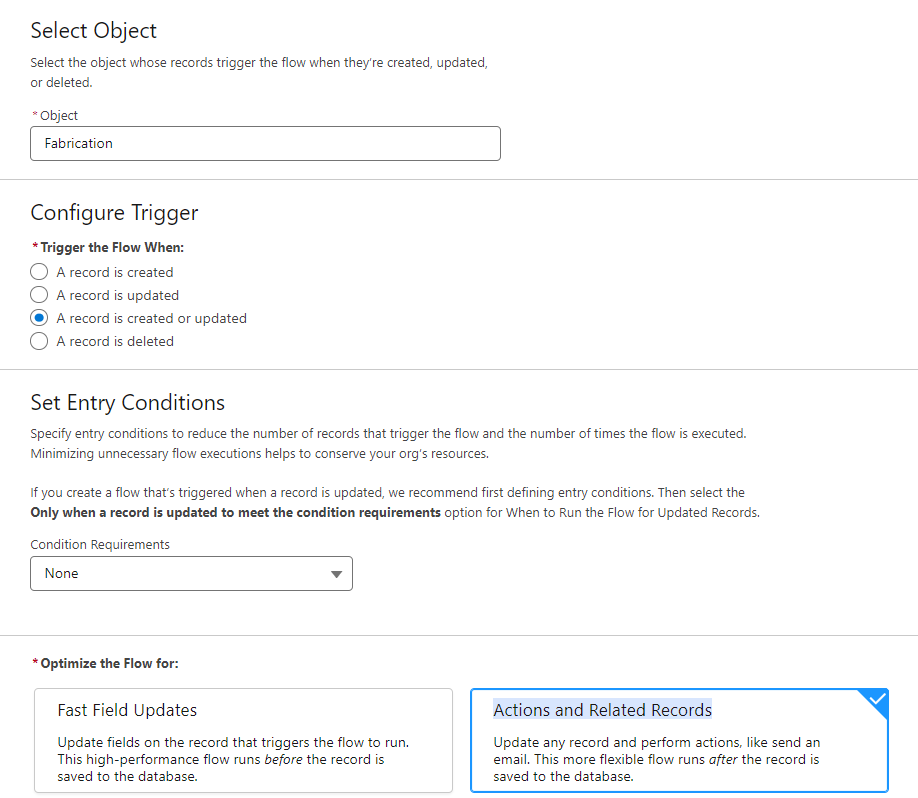 Select Object
Select the object whose records trigger the flow when they're created, updated,
or deleted.
*Object
Fabrication
Configure Trigger
*Trigger the Flow When:
A record is created
A record is updated
A record is created or updated
A record is deleted
Set Entry Conditions
Specify entry conditions to reduce the number of records that trigger the flow and the number of times the flow is executed.
Minimizing unnecessary flow executions helps to conserve your org's resources.
If you create a flow that's triggered when a record is updated, we recommend first defining entry conditions. Then select the
Only when a record is updated to meet the condition requirements option for When to Run the Flow for Updated Records.
Condition Requirements
None
*Optimize the Flow for:
Fast Field Updates
Update fields on the record that triggers the flow to run.
This high-performance flow runs before the record is
saved to the database.
Actions and Related Records
Update any record and perform actions, like send an
email. This more flexible flow runs after the record is
saved to the database.